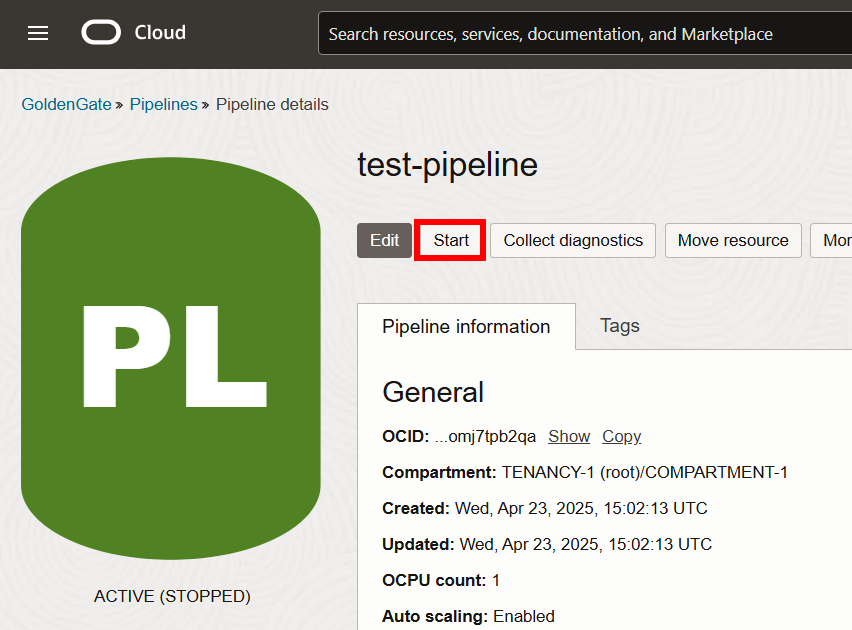 Cloud
Search resources, services, documentation, and Marketplace
GoldenGate » Pipelines » Pipeline details
PL
ACTIVE (STOPPED)
test-pipeline
Edit Start Collect diagnostics Move resource Mor
Pipeline information Tags
General
OCID: ...omj7tpb2qa Show Copy
Compartment: TENANCY-1 (root)/COMPARTMENT-1
Created: Wed, Apr 23, 2025, 15:02:13 UTC
Updated: Wed, Apr 23, 2025, 15:02:13 UTC
OCPU count: 1
Auto scaling: Enabled